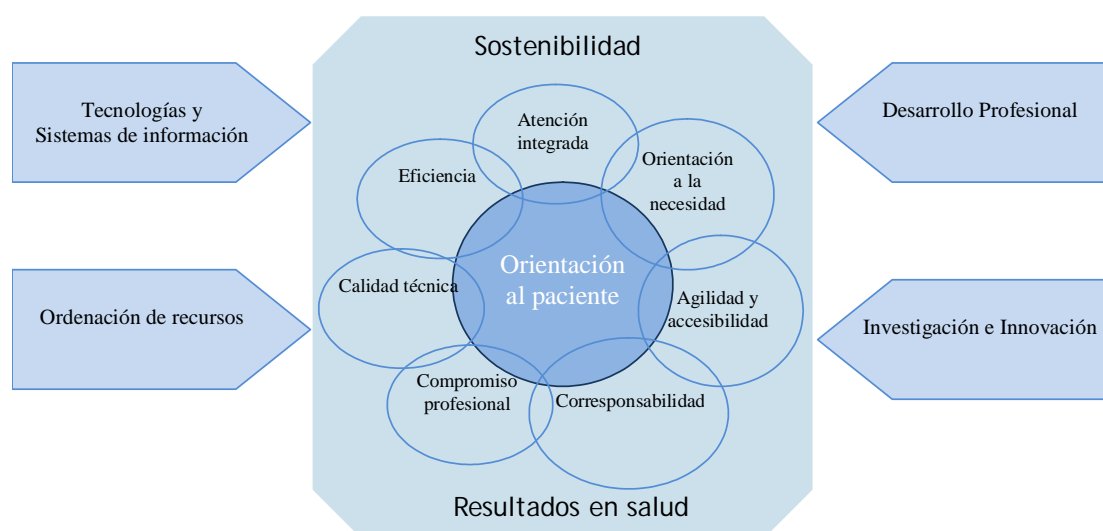 Sostenibilidad
Tecnologías y
Sistemas de información
Desarrollo Profesional
Atención
integrada
Orientación
a la
necesidad
Eficiencia
Orientación
al paciente
Calidad técnica
Agilidad y
accesibilidad
Ordenación de recursos
Investigación e Innovación
Compromiso
profesional
Corresponsabilidad
Resultados en salud